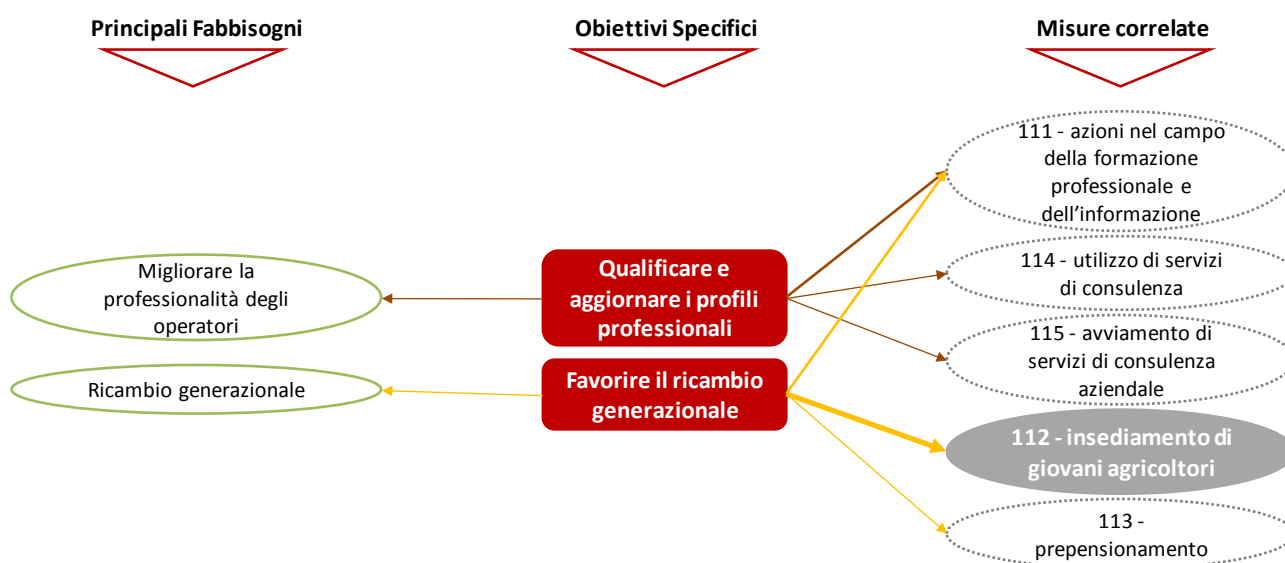 Principali Fabbisogni
Obiettivi Specifici
Misure correlate
Migliorare la
professionalità degli
operatori
Ricambio generazionale
Qualificare e
aggiornare i profili
professionali
Favorire il ricambio
generazionale
111 - azioni nel campo
della formazione
professionale e
dell'informazione
114 - utilizzo di servizi
di consulenza
115 - avviamento di
servizi di consulenza
aziendale
112 - insediamento di
giovani agricoltori
113 -
prepensionamento